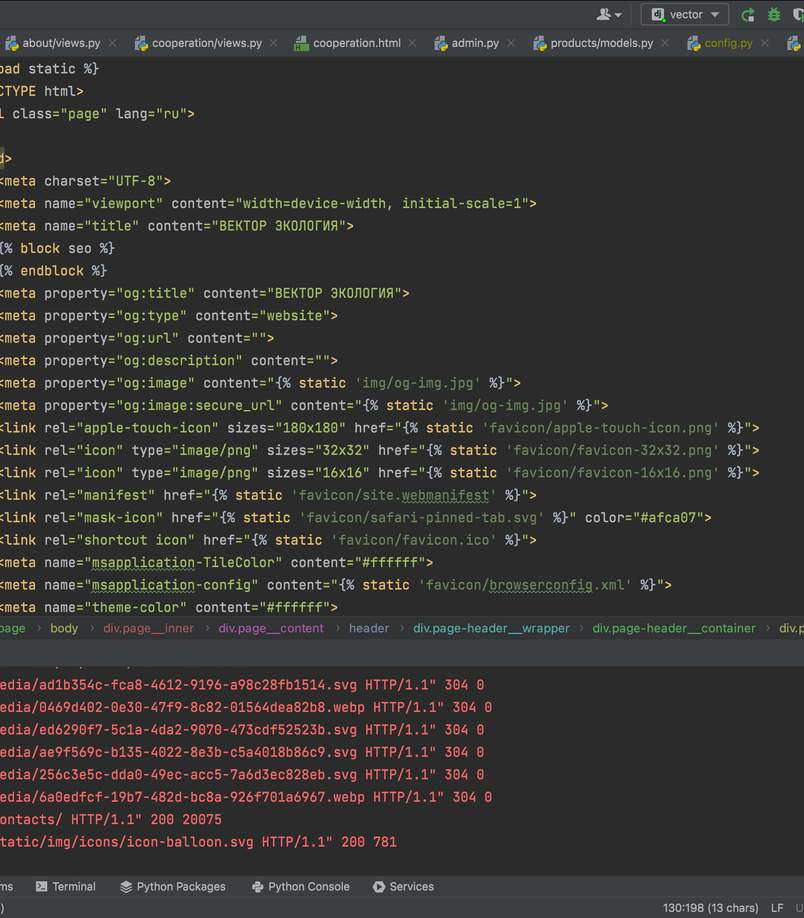 vector
about/views.py cooperation/views.py cooperation.html admin.py products/models.py config.py
oad static %}
CTYPE html>
l class="page" lang="ru">
d>
<meta charset="UTF-8">
<meta name="viewport" content="width=device-width, initial-scale=1">
<meta name="title" content="ВЕКТОР ЭКОЛОГИЯ">
{% block seo %}
{% endblock %}
<meta property="og:title" content="ВЕКТОР ЭКОЛОГИЯ">
<meta property="og:type" content="website">
<meta property="og:url" content="">
<meta property="og:description" content="">
<meta property="og:image" content="{% static 'img/og-img.jpg' %}">
<meta property="og:image:secure_url" content="{% static 'img/og-img.jpg' %}">
<link rel="apple-touch-icon" sizes="180x180" href="{% static 'favicon/apple-touch-icon.png' %}">
<link rel="icon" type="image/png" sizes="32x32" href="{% static 'favicon/favicon-32x32.png' %}">
<link rel="icon" type="image/png" sizes="16x16" href="{% static 'favicon/favicon-16x16.png' %}">
<link rel="manifest" href="{% static 'favicon/site.webmanifest' %}">
<link rel="mask-icon" href="{% static 'favicon/safari-pinned-tab.svg' %}" color="#afca07">
<link rel="shortcut icon" href="{% static 'favicon/favicon.ico' %}">
<meta name="msapplication-TileColor" content="#ffffff">
<meta name="msapplication-config" content="{% static 'favicon/browserconfig.xml' %}">
<meta name="theme-color" content="#ffffff">
page › body › div.page__inner › div.page__content › header › div.page-header__wrapper › div.page-header__container › div.p
edia/ad1b354c-fca8-4612-9196-a98c28fb1514.svg HTTP/1.1" 304 0
edia/0469d402-0e30-47f9-8c82-01564dea82b8.webp HTTP/1.1" 304 0
edia/ed6290f7-5c1a-4da2-9070-473cdf52523b.svg HTTP/1.1" 304 0
edia/ae9f569c-b135-4022-8e3b-c5a4018b86c9.svg HTTP/1.1" 304 0
edia/256c3e5c-dda0-49ec-acc5-7a6d3ec828eb.svg HTTP/1.1" 304 0
edia/6a0edfcf-19b7-482d-bc8a-926f701a6967.webp HTTP/1.1" 304 0
ontacts/ HTTP/1.1" 200 20075
tatic/img/icons/icon-balloon.svg HTTP/1.1" 200 781
ms Terminal Python Packages Python Console Services
) 130:198 (13 chars) LF